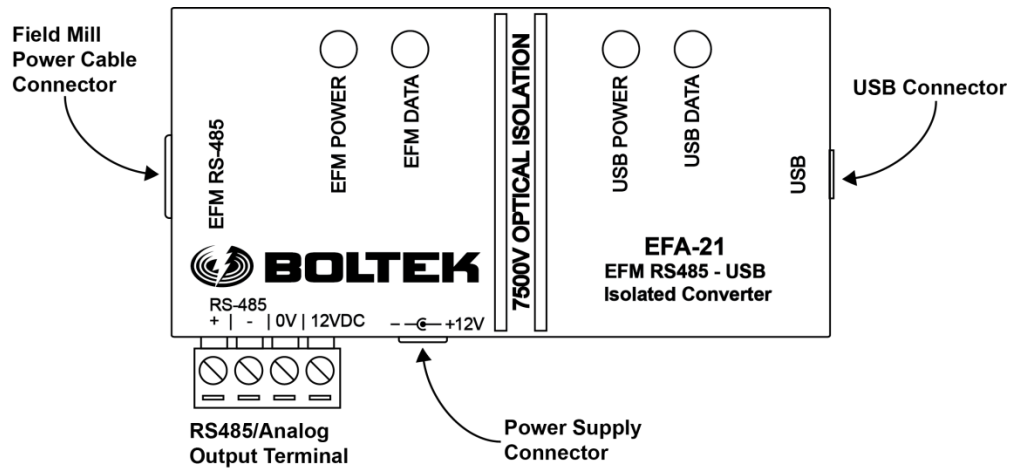 Field Mill
Power Cable
Connector
EFM RS-485
EFM POWER
EFM DATA
7500V OPTICAL ISOLATION
USB POWER
USB DATA
USB
USB Connector
BOLTEK
EFA-21
EFM RS485 - USB
Isolated Converter
RS-485
+ | - | 0V | 12VDC
- +12V
RS485/Analog
Output Terminal
Power Supply
Connector